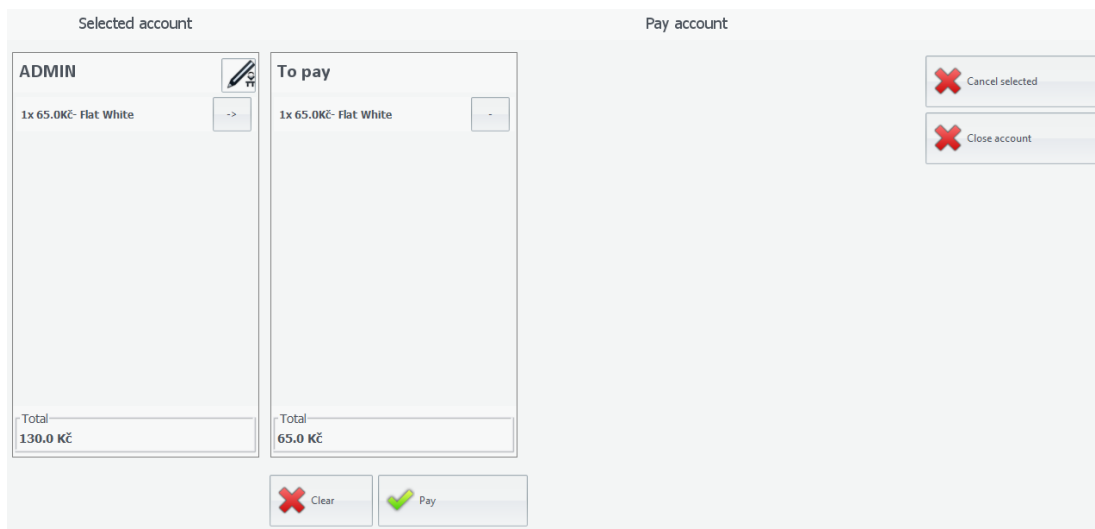 Selected account
Pay account
ADMIN
1x 65.0Kč- Flat White
->
Total
130.0 Kč
To pay
1x 65.0Kč- Flat White
-
Total
65.0 Kč
Clear
Pay
Cancel selected
Close account